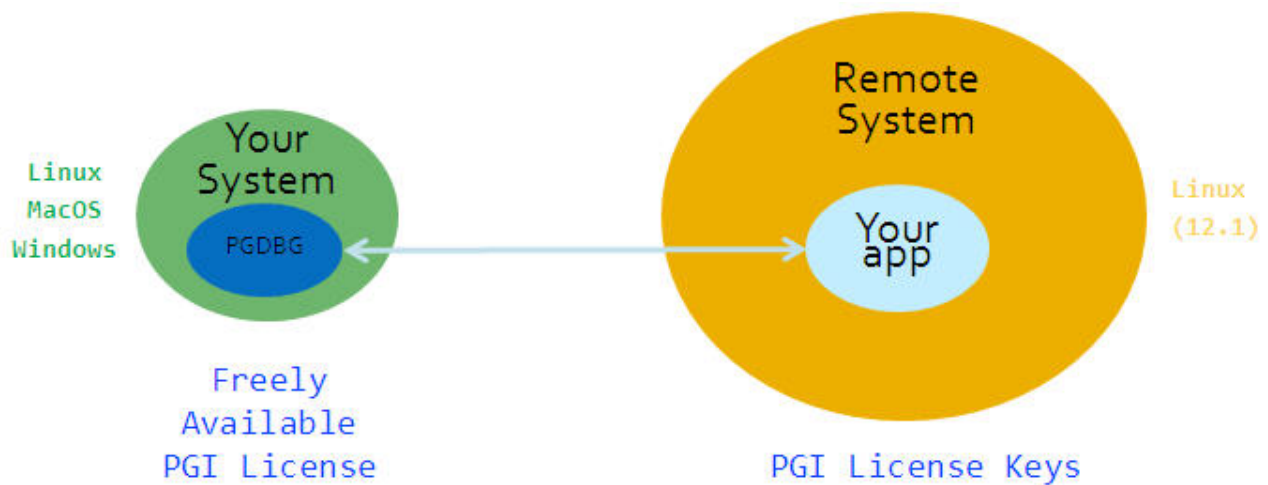 Linux
MacOS
Windows
Your
System
PGDBG
Freely
Available
PGI License
Remote
System
Your
app
Linux
(12.1)
PGI License Keys